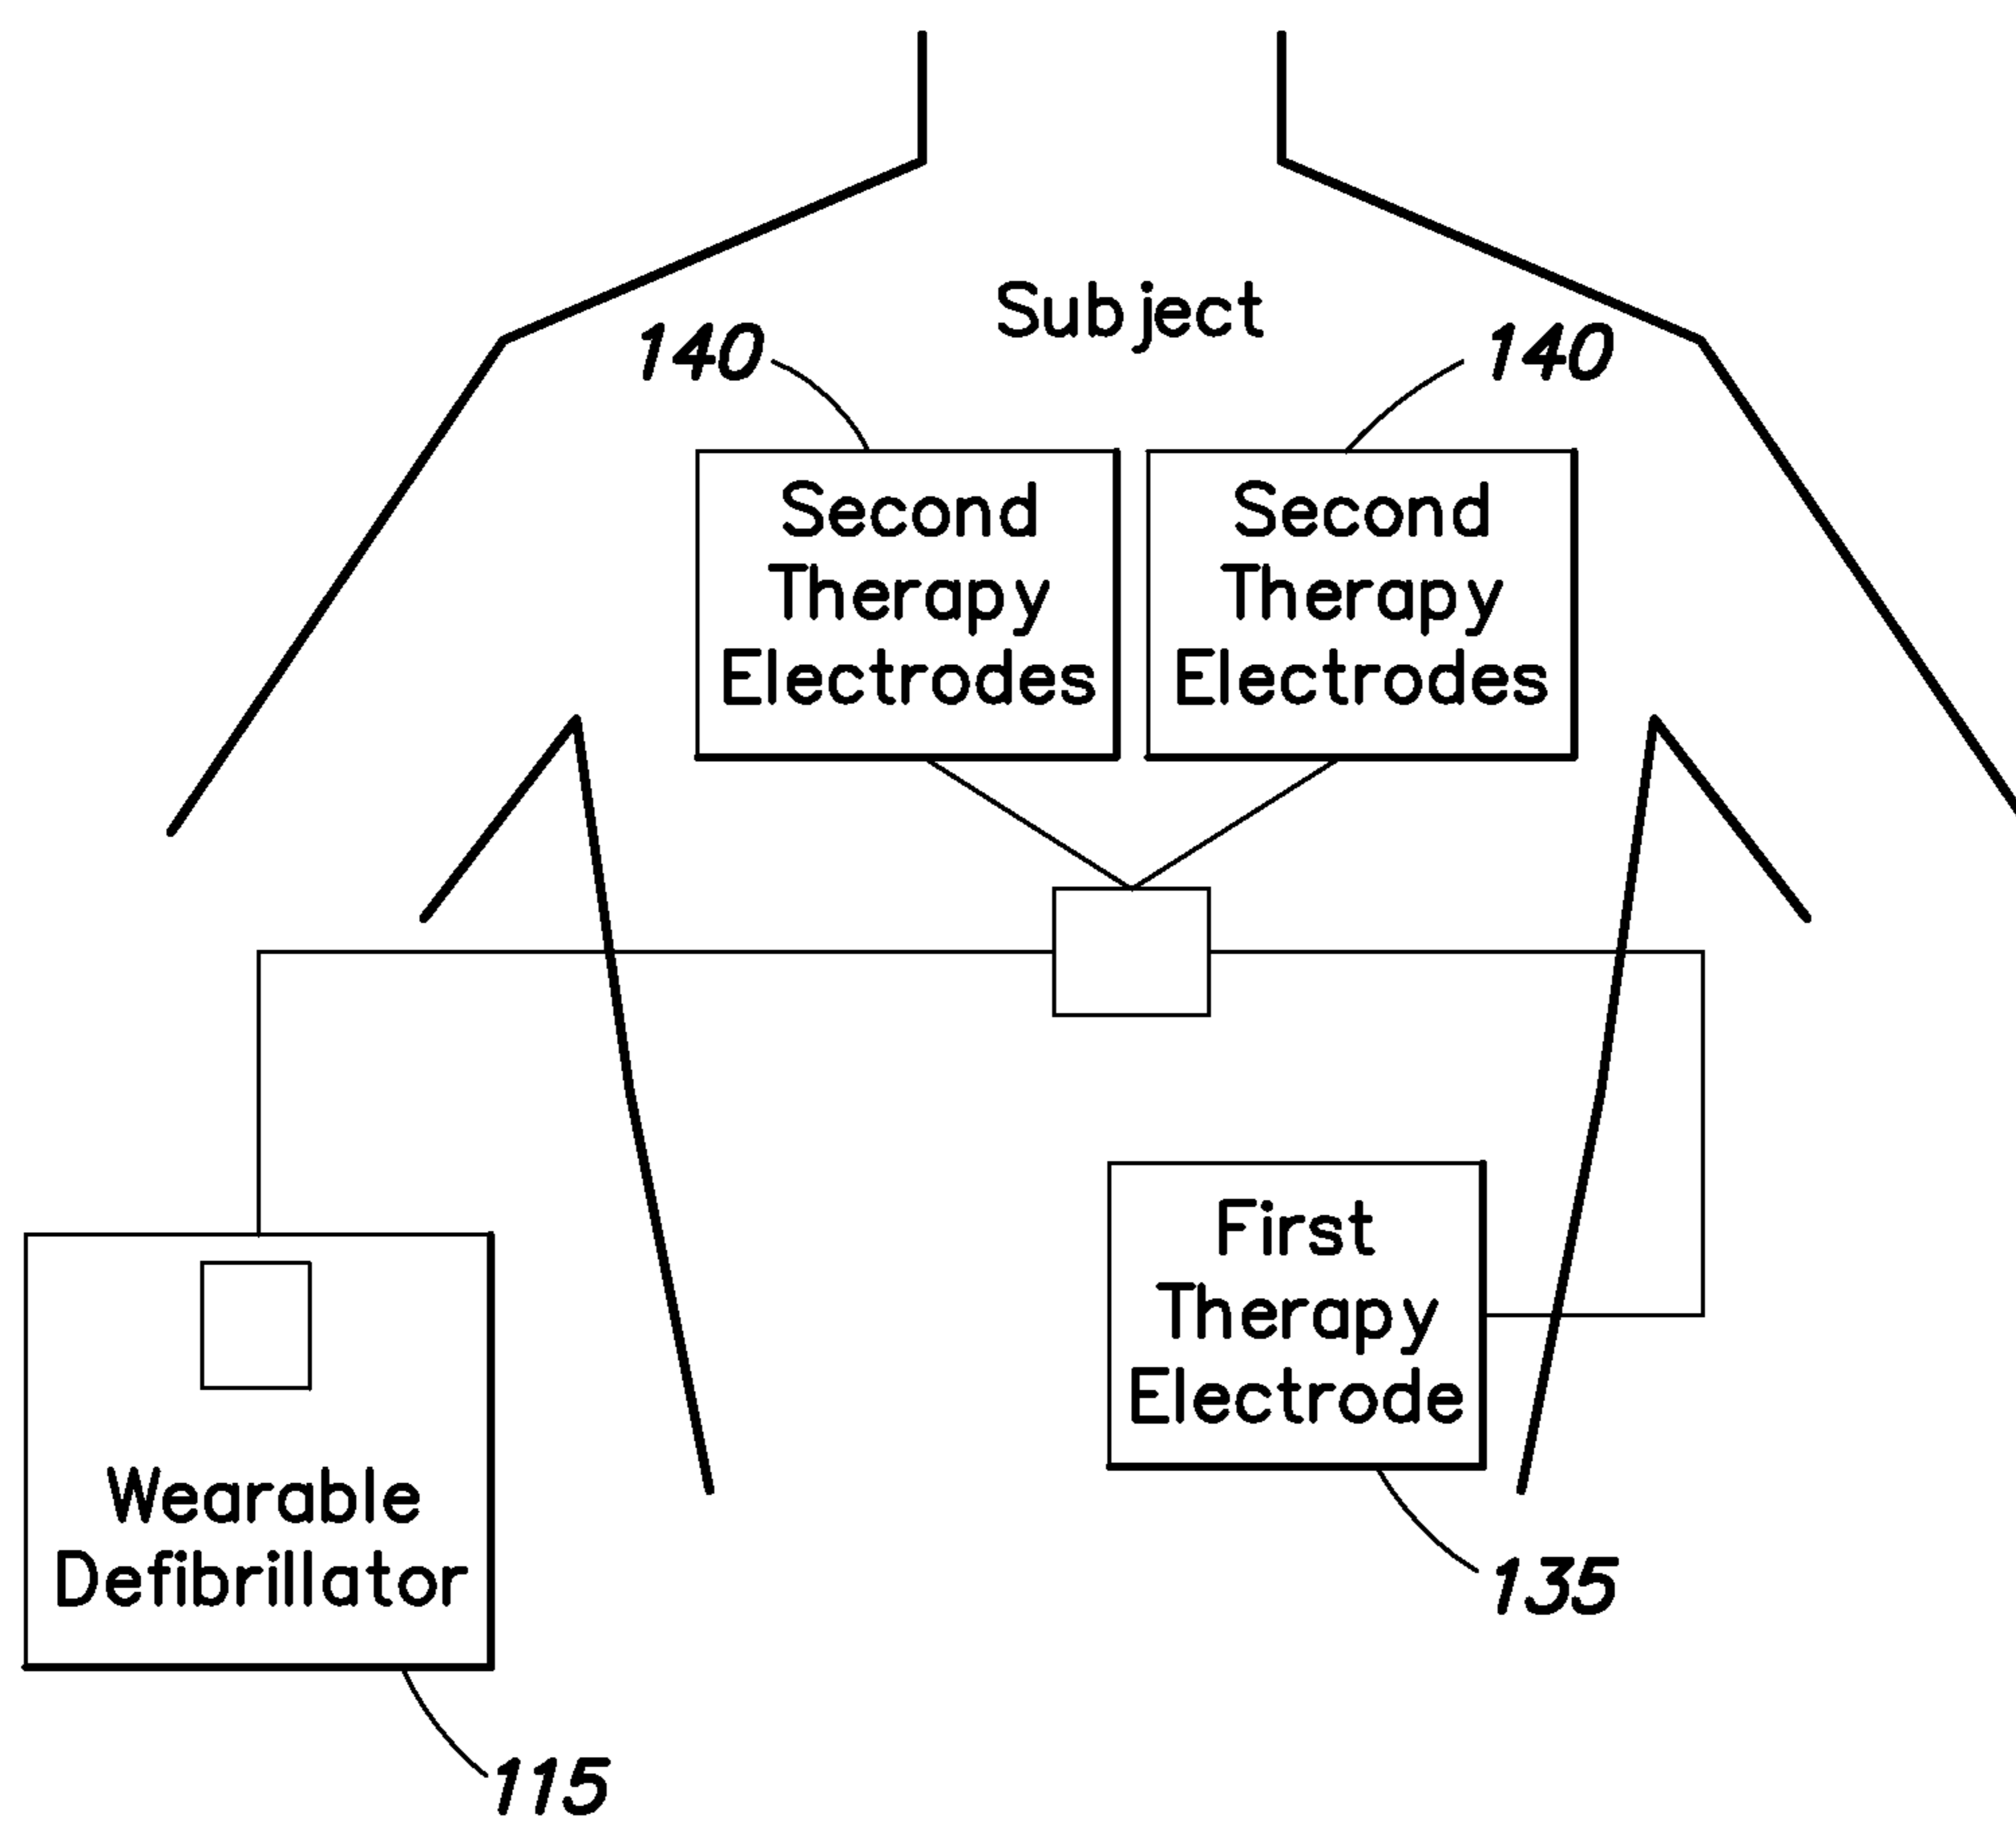 Subject
140
140
Second
Therapy
Electrodes
Second
Therapy
Electrodes
First
Therapy
Electrode
135
Wearable
Defibrillator
115